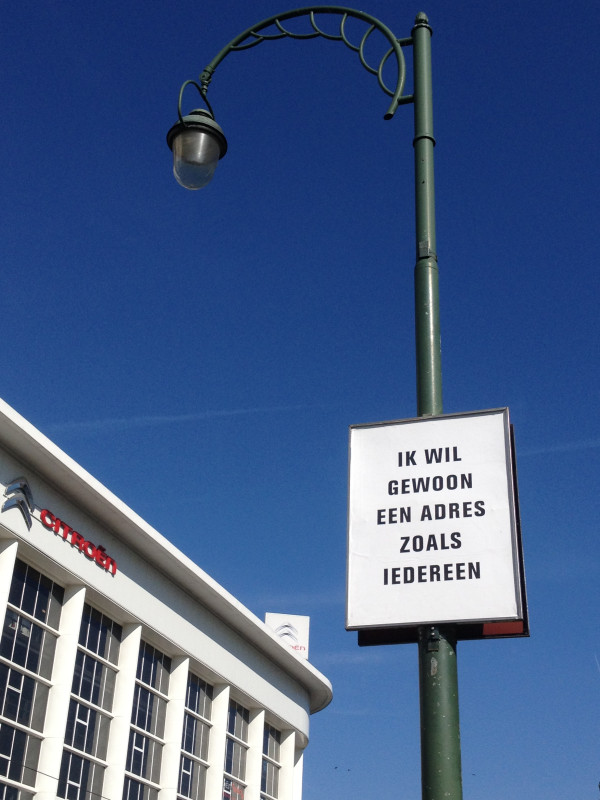 IK WIL
GEWOON
EEN ADRES
ZOALS
IEDEREEN
CITROËN